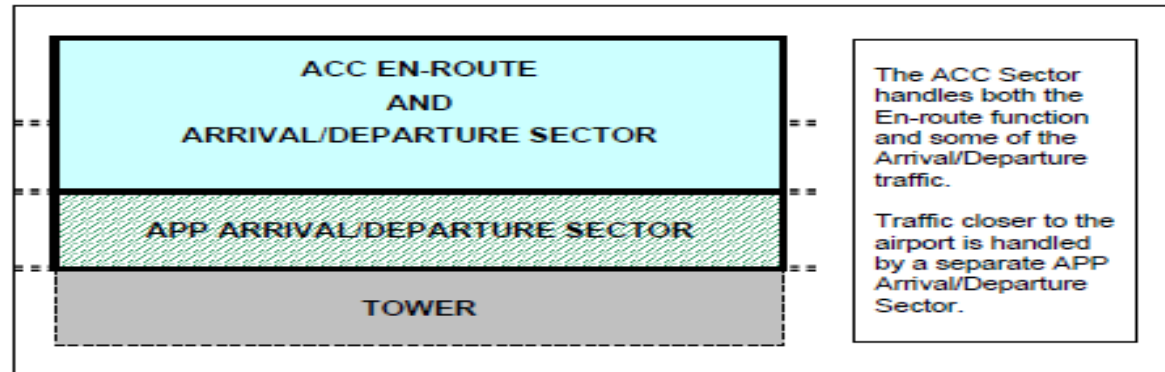 ACC EN-ROUTE
AND
ARRIVAL/DEPARTURE SECTOR
APP ARRIVAL/DEPARTURE SECTOR
TOWER
The ACC Sector
handles both the
En-route function
and some of the
Arrival/Departure
traffic.
Traffic closer to the
airport is handled
by a separate APP
Arrival/Departure
Sector.